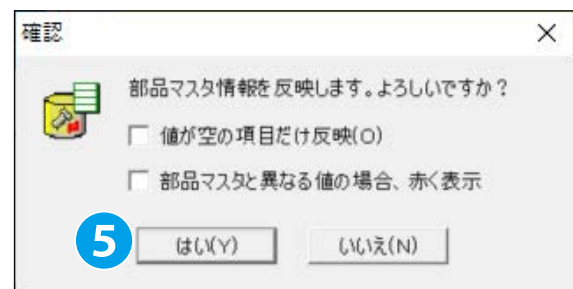 確認
部品マスタ情報を反映します。よろしいですか?
値が空の項目だけ反映(O)
部品マスタと異なる値の場合、赤く表示
5 はい(Y) いいえ(N)